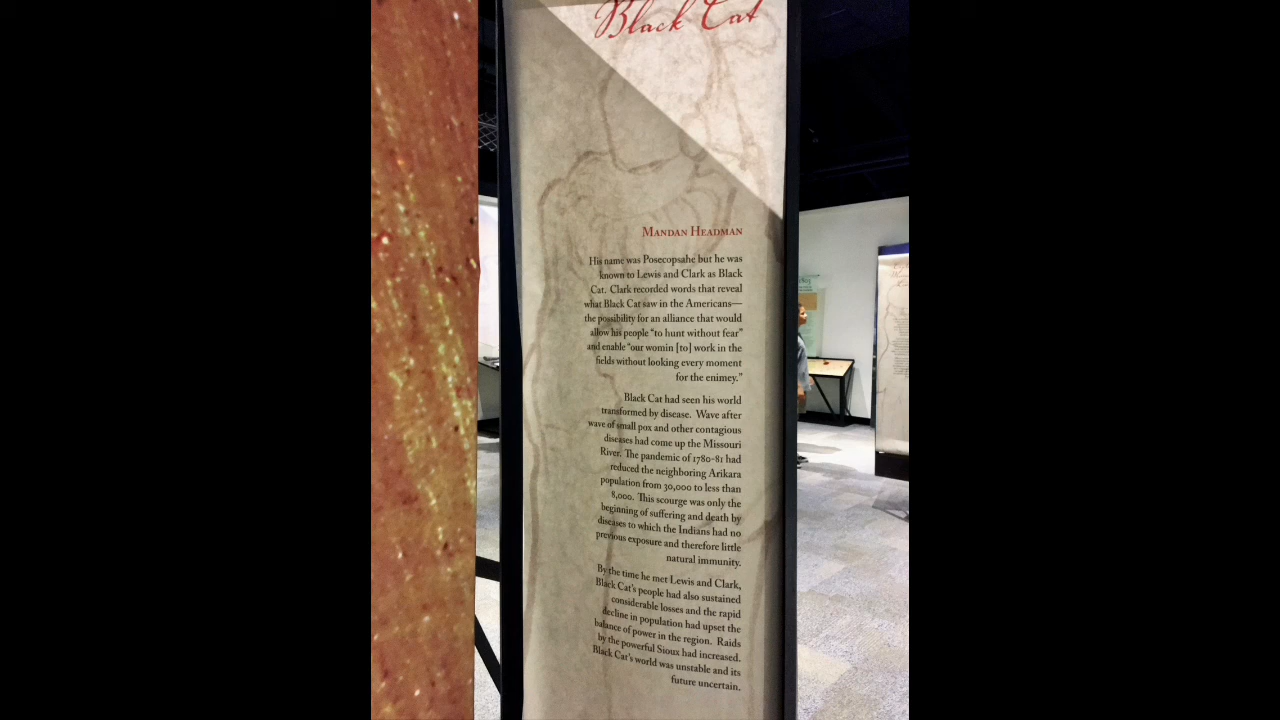 Black Cat
Mandan Headman
His name was Posecopsahe but he was
known to Lewis and Clark as Black
Cat. Clark recorded words that reveal
what Black Cat saw in the Americans—
the possibility for an alliance that would
allow his people “to hunt without fear”
and enable “our womin [to] work in the
fields without looking every moment
for the enimey.”
Black Cat had seen his world
transformed by disease. Wave after
wave of small pox and other contagious
diseases had come up the Missouri
River. The pandemic of 1780-81 had
reduced the neighboring Arikara
population from 30,000 to less than
8,000. This scourge was only the
beginning of suffering and death by
diseases to which the Indians had no
previous exposure and therefore little
natural immunity.
By the time he met Lewis and Clark,
Black Cat’s people had also sustained
considerable losses and the rapid
decline in population had upset the
balance of power in the region. Raids
by the powerful Sioux had increased.
Black Cat’s world was unstable and its
future uncertain.